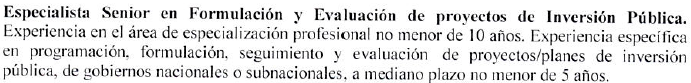 Especialista Senior en Formulación y Evaluación de proyectos de Inversión Pública.
Experiencia en el área de especialización profesional no menor de 10 años. Experiencia específica
en programación, formulación, seguimiento y evaluación de proyectos/planes de inversión
pública, de gobiernos nacionales o subnacionales, a mediano plazo no menor de 5 años.